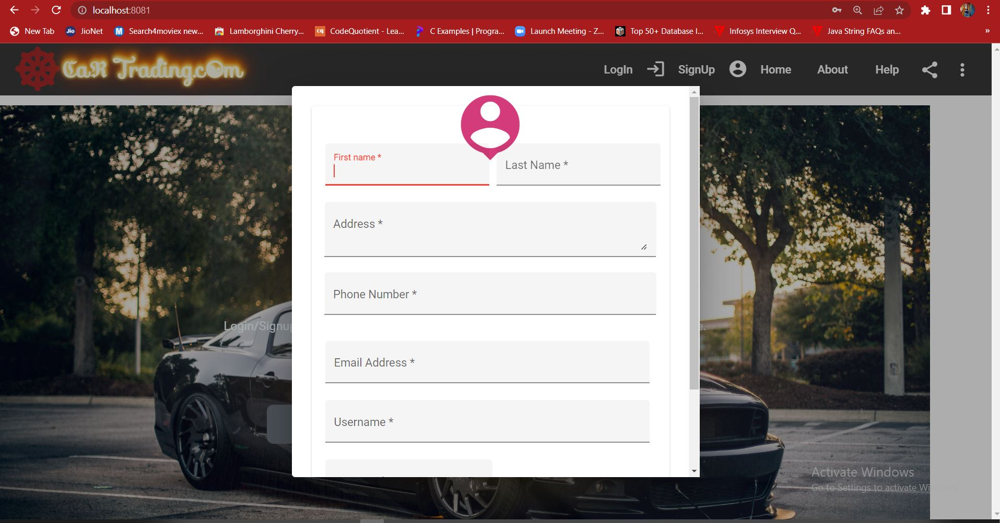 localhost:8081
New Tab
Jio
JioNet
M
Search4moviex new...
Lamborghini Cherry...
cq
CodeQuotient - Lea...
C Examples | Progra...
Launch Meeting - Z...
Top 50+ Database I...
Infosys Interview Q...
Java String FAQs an...
»
CaR Trading.cOm
LogIn
SignUp
Home
About
Help
First name *
Last Name *
Address *
Phone Number *
Login/Signup
e.
Email Address *
Username *
Activate Windows
Go to Settings to activate Windows.